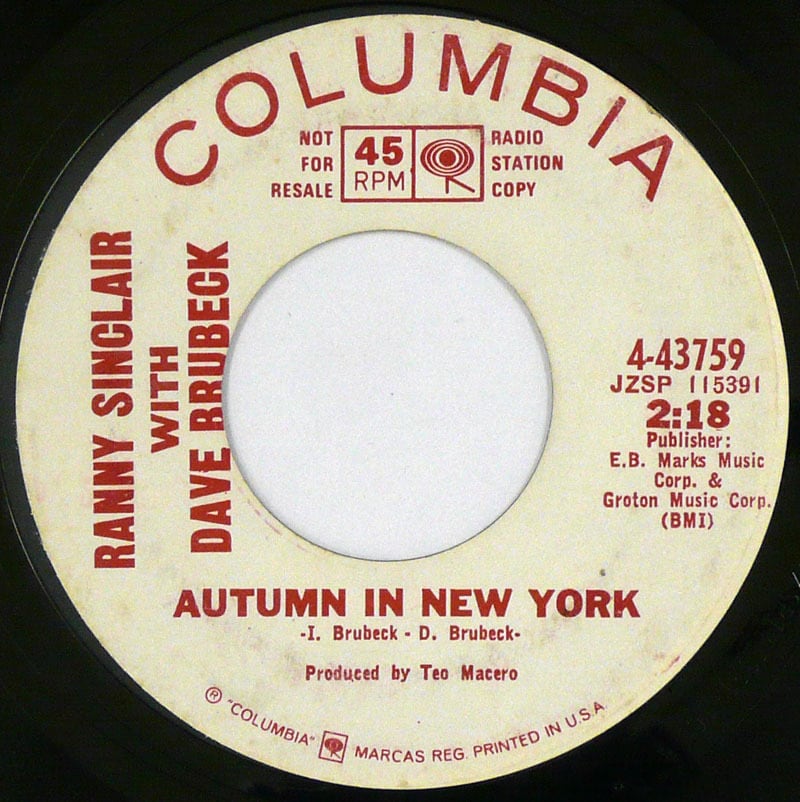 COLUMBIA
NOT
FOR
RESALE
45
RPM
RADIO
STATION
COPY
RANNY SINCLAIR
WITH
DAVE BRUBECK
4-43759
JZSP 115391
2:18
Publisher:
E.B. Marks Music
Corp. &
Groton Music Corp.
(BMI)
AUTUMN IN NEW YORK
-I. Brubeck - D. Brubeck-
Produced by Teo Macero
® "COLUMBIA" MARCAS REG. PRINTED IN U.S.A.